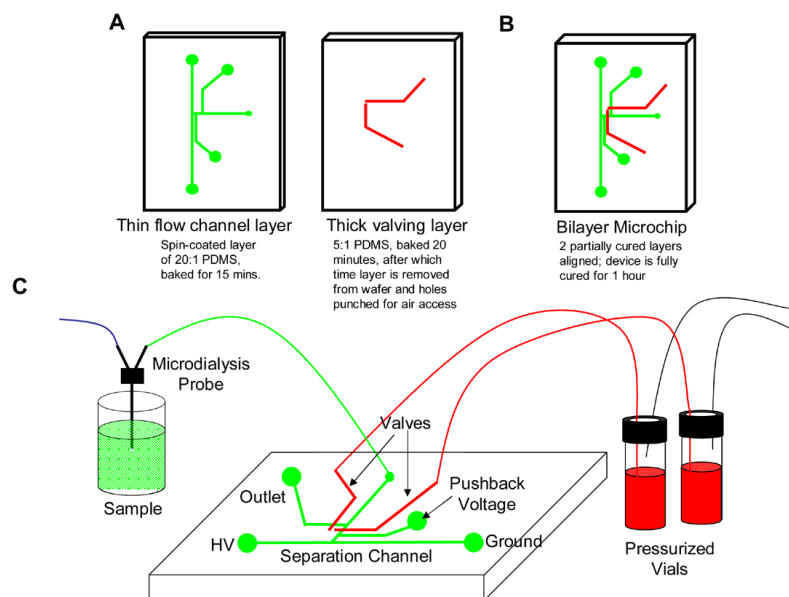 A
B
Thin flow channel layer
Spin-coated layer
of 20:1 PDMS,
baked for 15 mins.
Thick valving layer
5:1 PDMS, baked 20
minutes, after which
time layer is removed
from wafer and holes
punched for air access
Bilayer Microchip
2 partially cured layers
aligned; device is fully
cured for 1 hour
C
Microdialysis
Probe
Sample
Valves
Outlet
Pushback
Voltage
HV
Separation Channel
Ground
Pressurized
Vials